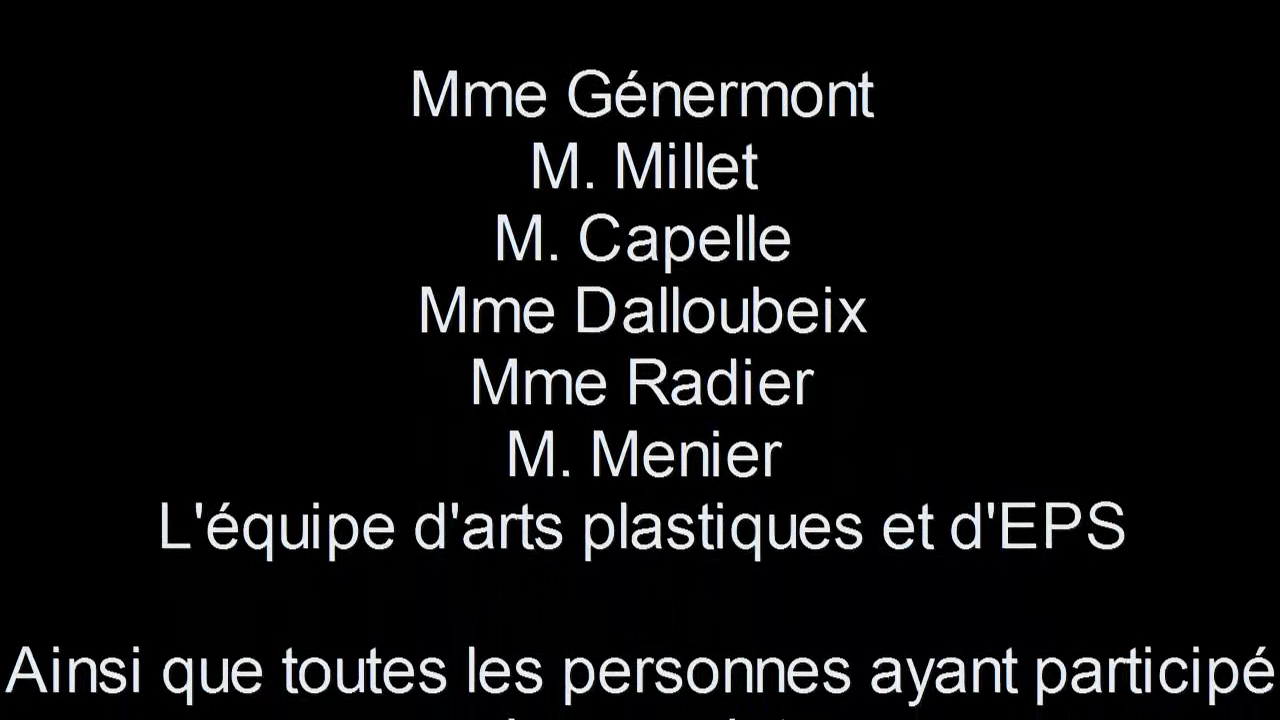 Mme Génermont
M. Millet
M. Capelle
Mme Dalloubeix
Mme Radier
M. Menier
L'équipe d'arts plastiques et d'EPS
Ainsi que toutes les personnes ayant participé